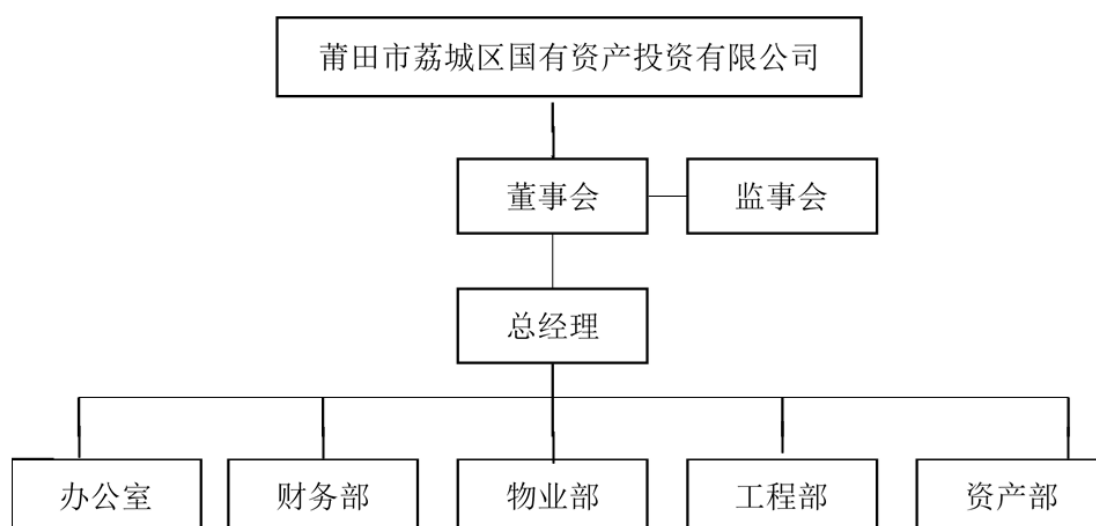 莆田市荔城区国有资产投资有限公司
董事会
监事会
总经理
办公室
财务部
物业部
工程部
资产部